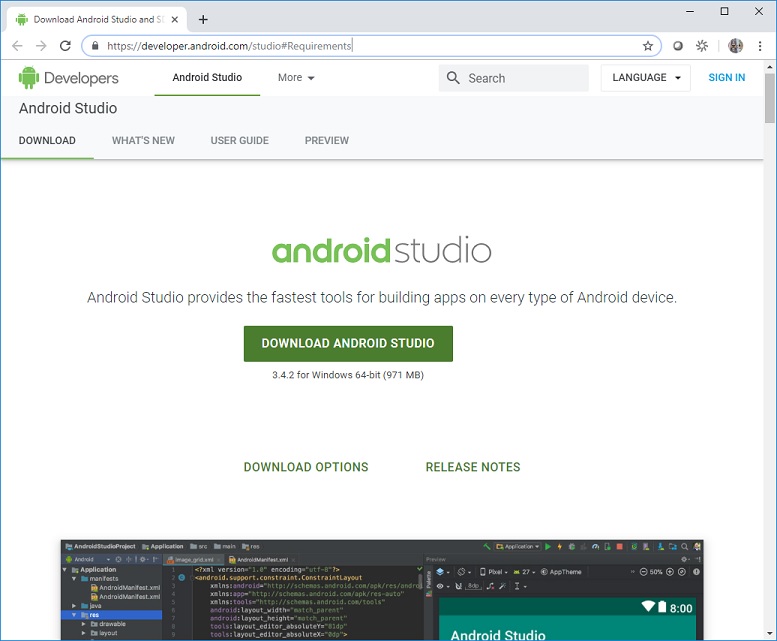 Download Android Studio and S
https://developer.android.com/studio#Requirements
Developers
Android Studio
More
Search
LANGUAGE
SIGN IN
Android Studio
DOWNLOAD
WHAT'S NEW
USER GUIDE
PREVIEW
androidstudio
Android Studio provides the fastest tools for building apps on every type of Android device.
DOWNLOAD ANDROID STUDIO
3.4.2 for Windows 64-bit (971 MB)
DOWNLOAD OPTIONS
RELEASE NOTES
AndroidStudioProject Application src main res
Application
Android
image_grid.xml
AndroidManifest.xml
Preview
Application
manifests
AndroidManifest.xml
AndroidManifest.xml
java
res
drawable
layout
<?xml version="1.0" encoding="utf-8"?>
<android.support.constraint.ConstraintLayout
xmlns:android="http://schemas.android.com/apk/res/andro
xmlns:app="http://schemas.android.com/apk/res-auto"
xmlns:tools="http://schemas.android.com/tools"
android:layout_width="match_parent"
android:layout_height="match_parent"
tools:layout_editor_absoluteY="81dp"
tools:layout_editor_absoluteX="0dp">
Palette
Pixel
27
AppTheme
50%
8dp
8:00
Android Studio